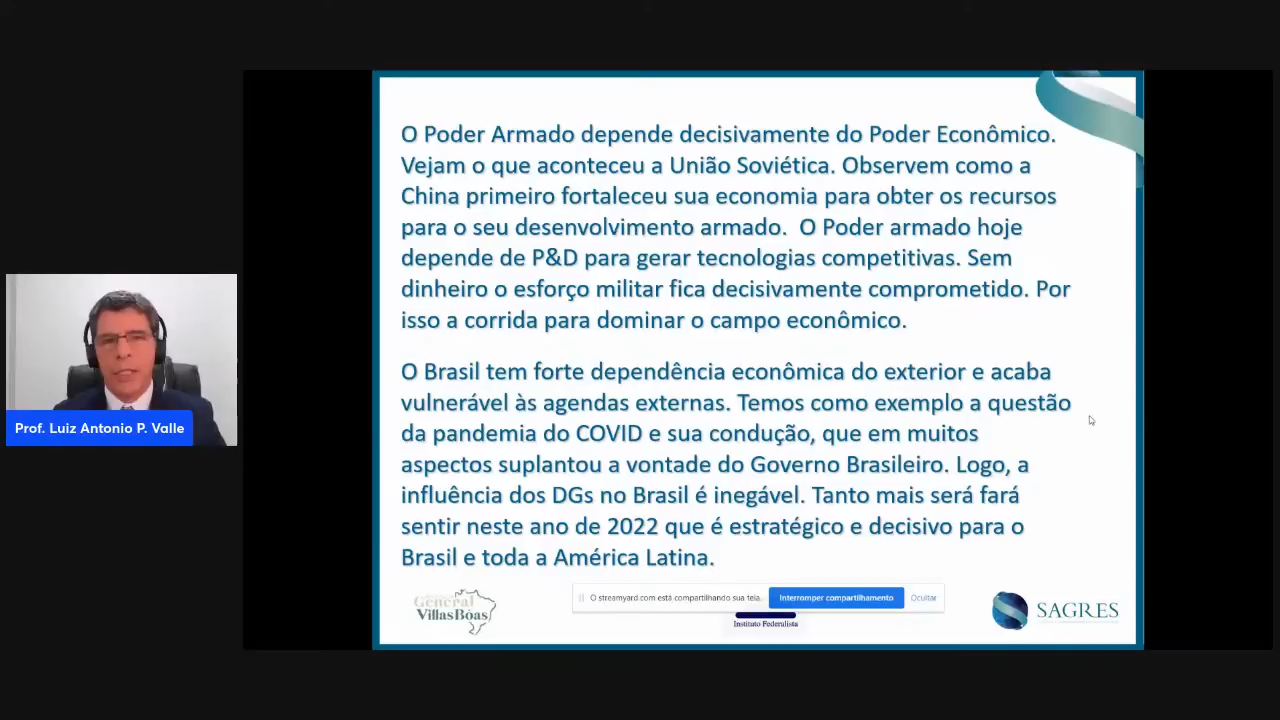 O Poder Armado depende decisivamente do Poder Econômico.
Vejam o que aconteceu a União Soviética. Observem como a
China primeiro fortaleceu sua economia para obter os recursos
para o seu desenvolvimento armado.  O Poder armado hoje
depende de P&D para gerar tecnologias competitivas. Sem
dinheiro o esforço militar fica decisivamente comprometido. Por
isso a corrida para dominar o campo econômico.
O Brasil tem forte dependência econômica do exterior e acaba
vulnerável às agendas externas. Temos como exemplo a questão
da pandemia do COVID e sua condução, que em muitos
aspectos suplantou a vontade do Governo Brasileiro. Logo, a
influência dos DGs no Brasil é inegável. Tanto mais será fará
sentir neste ano de 2022 que é estratégico e decisivo para o
Brasil e toda a América Latina.
Prof. Luiz Antonio P. Valle
General
Villas Bôas
O streamyard.com está compartilhando sua tela.
Interromper compartilhamento
Ocultar
Instituto Federalista
SAGRES